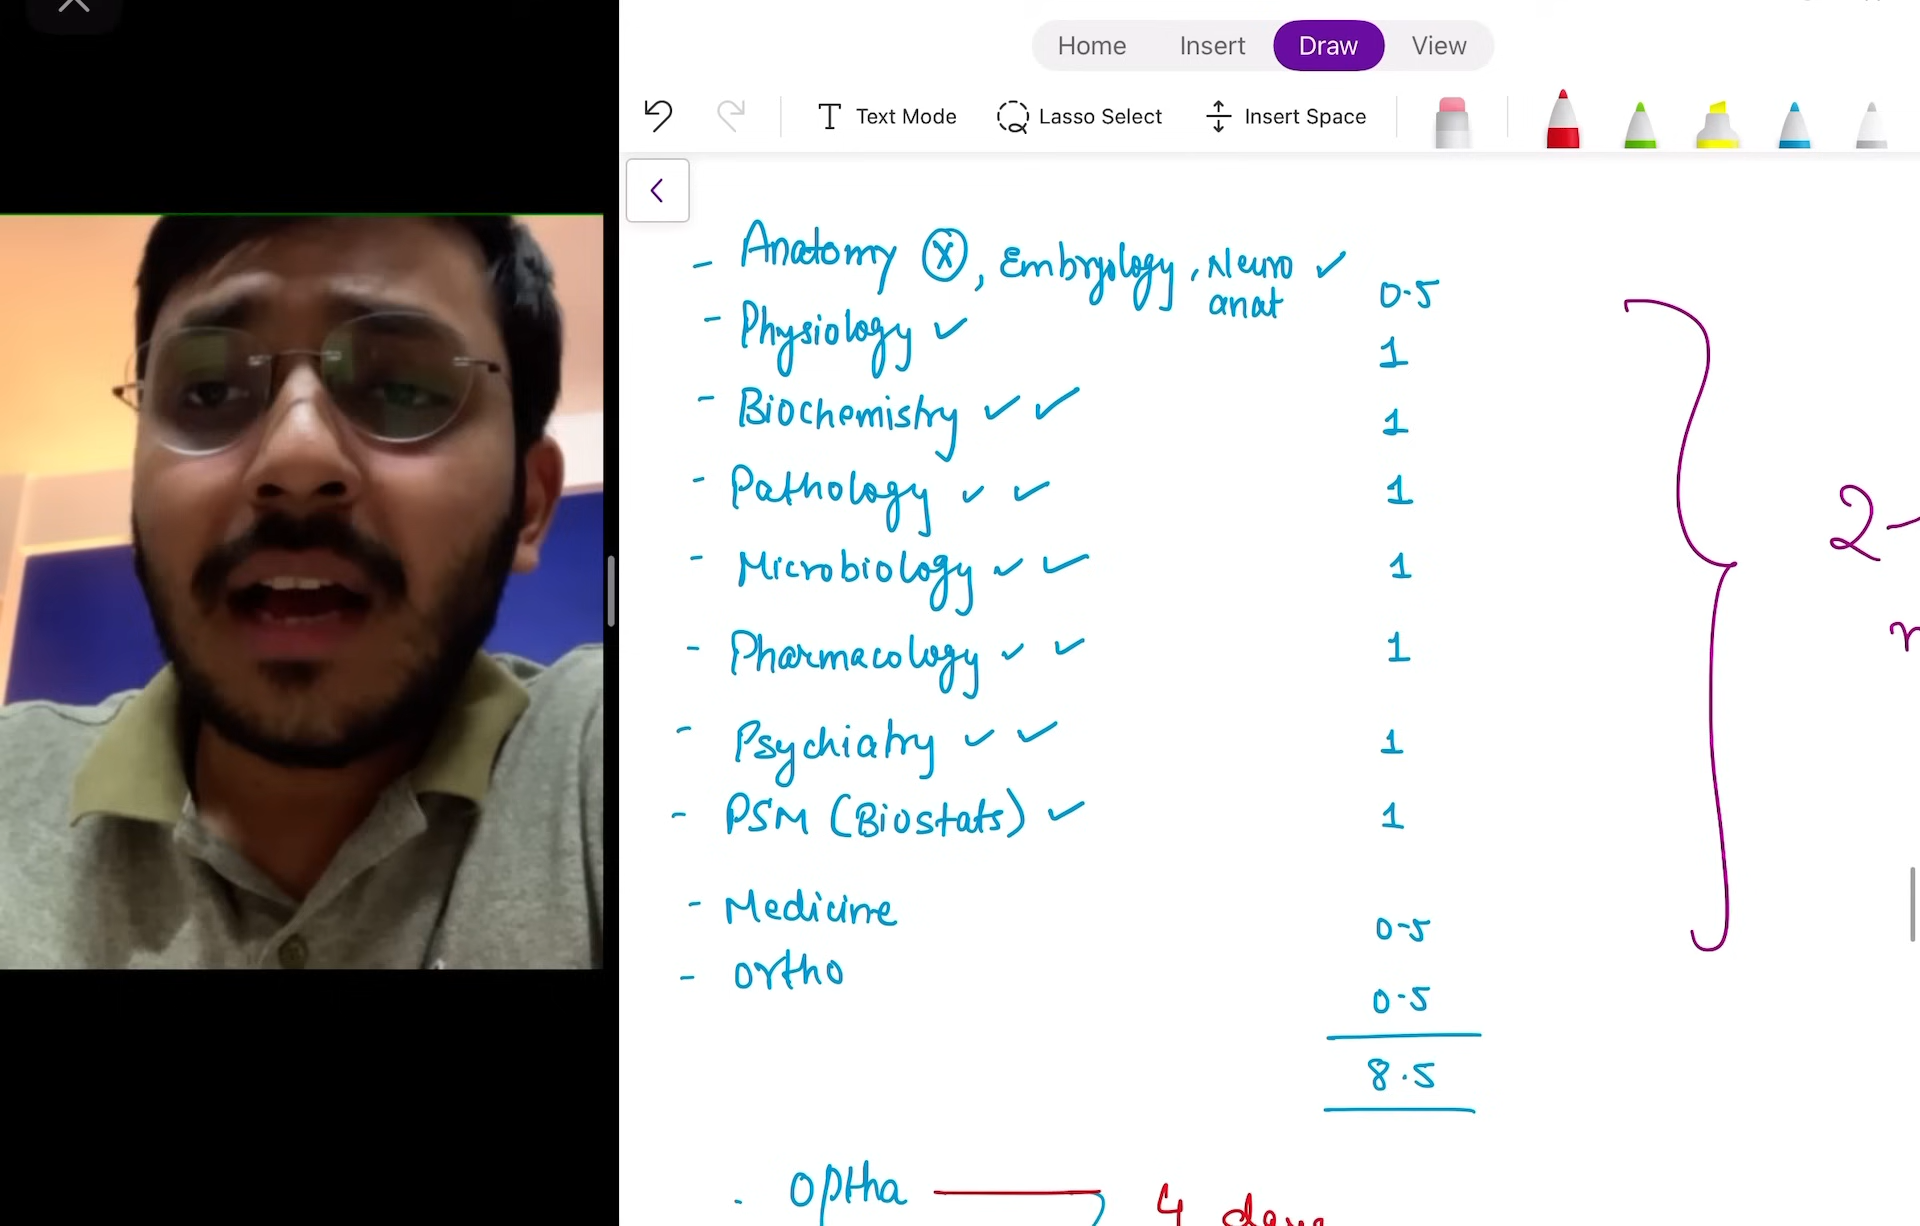 Home Insert Draw View
Text Mode Lasso Select Insert Space
- Anatomy X, Embryology, Neuro anat ✓ 0.5
- Physiology ✓ 1
- Biochemistry ✓ ✓ 1
- Pathology ✓ ✓ 1
- Microbiology ✓ ✓ 1
- Pharmacology ✓ ✓ 1
- Psychiatry ✓ ✓ 1
- PSM (Biostats) ✓ 1
- Medicine 0.5
- ortho 0.5
8.5
2-
optha 4 days